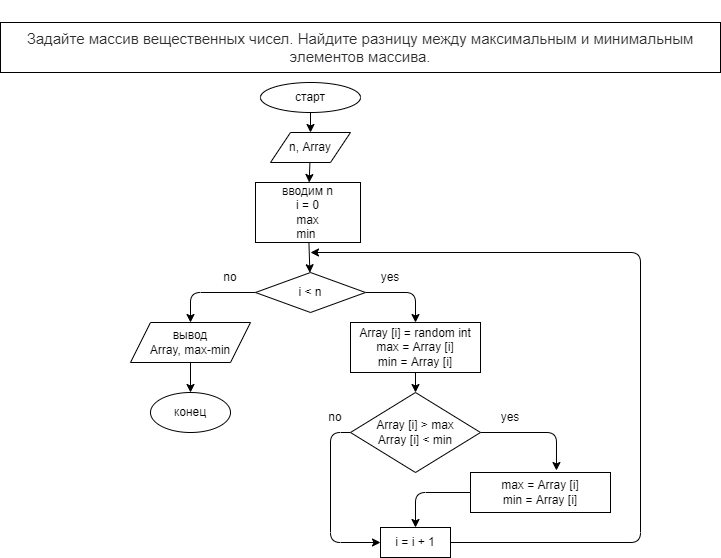 Задайте массив вещественных чисел. Найдите разницу между максимальным и минимальным
элементов массива.
старт
n, Array
вводим n
i = 0
max
min
no
i < n
yes
вывод
Array, max-min
Array [i] = random int
max = Array [i]
min = Array [i]
конец
no
Array [i] > max
Array [i] < min
yes
max = Array [i]
min = Array [i]
i = i + 1